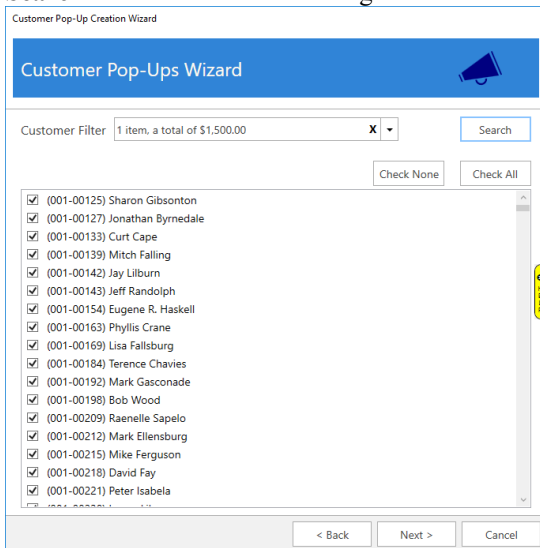 Customer Pop-Up Creation Wizard
Customer Pop-Ups Wizard
Customer Filter 1 item, a total of $1,500.00 X Search
Check None Check All
(001-00125) Sharon Gibsonton
(001-00127) Jonathan Byrnedale
(001-00133) Curt Cape
(001-00139) Mitch Falling
(001-00142) Jay Lilburn
(001-00143) Jeff Randolph
(001-00154) Eugene R. Haskell
(001-00163) Phyllis Crane
(001-00169) Lisa Fallsburg
(001-00184) Terence Chavies
(001-00192) Mark Gasconade
(001-00198) Bob Wood
(001-00209) Raenelle Sapelo
(001-00212) Mark Ellensburg
(001-00215) Mike Ferguson
(001-00218) David Fay
(001-00221) Peter Isabela
< Back Next > Cancel